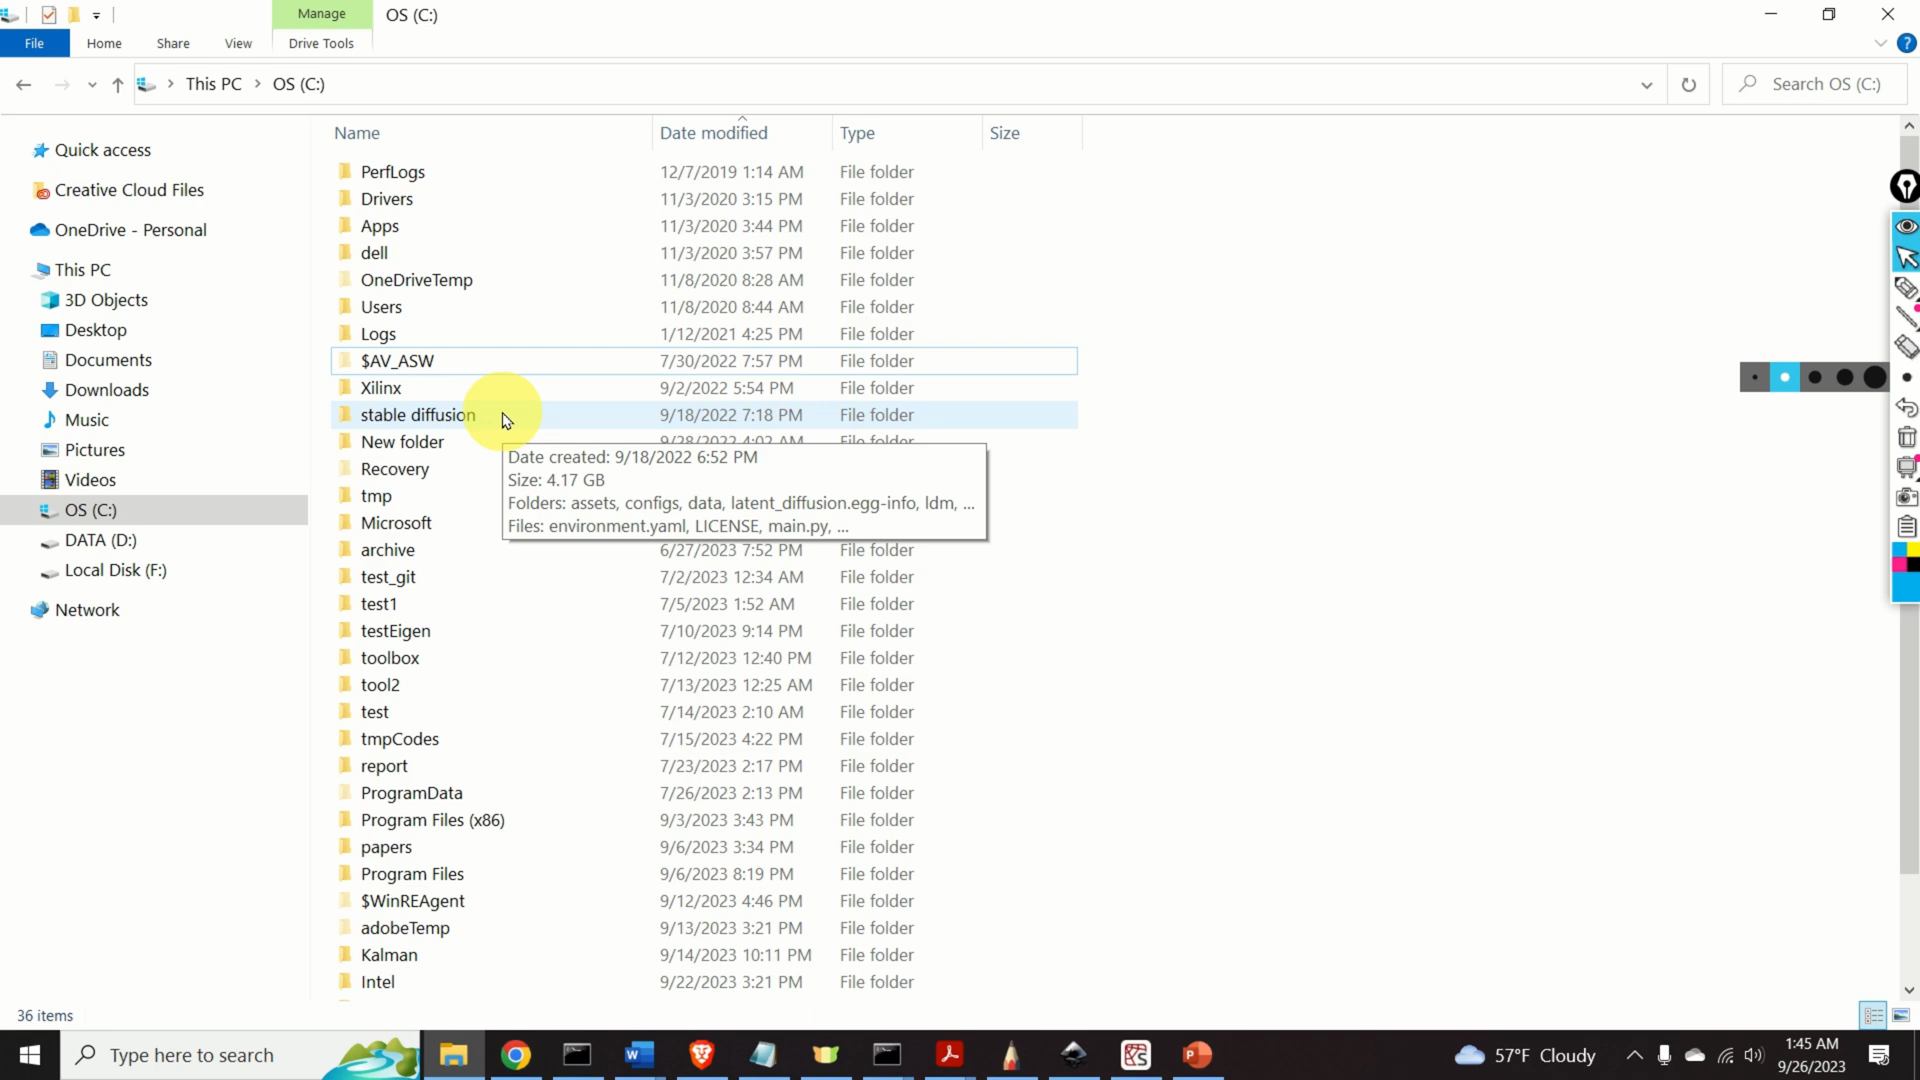 Manage
OS (C:)
File
Home
Share
View
Drive Tools
This PC
OS (C:)
Search OS (C:)
Name
Date modified
Type
Size
Quick access
Creative Cloud Files
OneDrive - Personal
This PC
3D Objects
Desktop
Documents
Downloads
Music
Pictures
Videos
OS (C:)
DATA (D:)
Local Disk (F:)
Network
PerfLogs 12/7/2019 1:14 AM File folder
Drivers 11/3/2020 3:15 PM File folder
Apps 11/3/2020 3:44 PM File folder
dell 11/3/2020 3:57 PM File folder
OneDriveTemp 11/8/2020 8:28 AM File folder
Users 11/8/2020 8:44 AM File folder
Logs 1/12/2021 4:25 PM File folder
$AV_ASW 7/30/2022 7:57 PM File folder
Xilinx 9/2/2022 5:54 PM File folder
stable diffusion 9/18/2022 7:18 PM File folder
New folder 9/28/2022 4:02 AM File folder
Recovery
tmp
Microsoft
Date created: 9/18/2022 6:52 PM
Size: 4.17 GB
Folders: assets, configs, data, latent_diffusion.egg-info, ldm, ...
Files: environment.yaml, LICENSE, main.py, ...
archive 6/27/2023 7:52 PM File folder
test_git 7/2/2023 12:34 AM File folder
test1 7/5/2023 1:52 AM File folder
testEigen 7/10/2023 9:14 PM File folder
toolbox 7/12/2023 12:40 PM File folder
tool2 7/13/2023 12:25 AM File folder
test 7/14/2023 2:10 AM File folder
tmpCodes 7/15/2023 4:22 PM File folder
report 7/23/2023 2:17 PM File folder
ProgramData 7/26/2023 2:13 PM File folder
Program Files (x86) 9/3/2023 3:43 PM File folder
papers 9/6/2023 3:34 PM File folder
Program Files 9/6/2023 8:19 PM File folder
$WinREAgent 9/12/2023 4:46 PM File folder
adobeTemp 9/13/2023 3:21 PM File folder
Kalman 9/14/2023 10:11 PM File folder
Intel 9/22/2023 3:21 PM File folder
36 items
Type here to search
57°F Cloudy
1:45 AM
9/26/2023